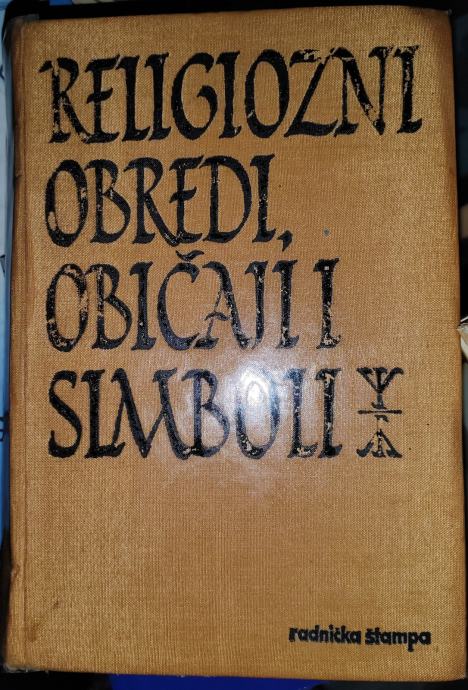 RELIGIOZNI
OBREDI,
OBIČAJI I
SIMBOLI
radnička štampa